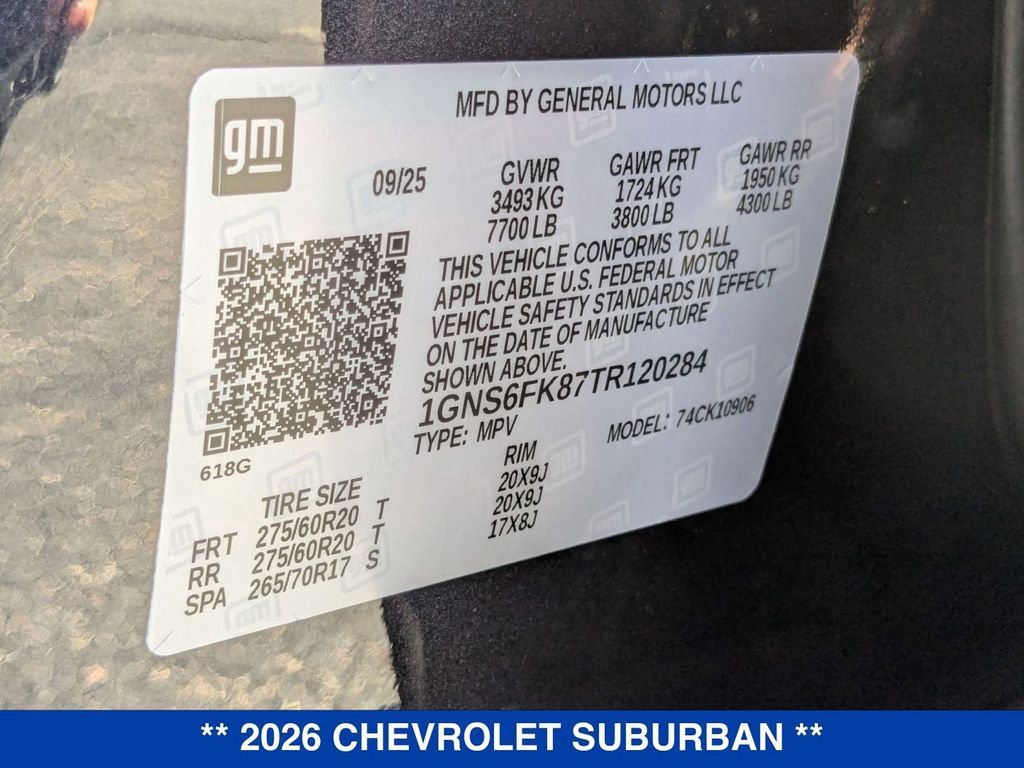 gm
MFD BY GENERAL MOTORS LLC
09/25
GVWR GAWR FRT GAWR RR
3493 KG 1724 KG 1950 KG
7700 LB 3800 LB 4300 LB
THIS VEHICLE CONFORMS TO ALL
APPLICABLE U.S. FEDERAL MOTOR
VEHICLE SAFETY STANDARDS IN EFFECT
ON THE DATE OF MANUFACTURE
SHOWN ABOVE.
1GNS6FK87TR120284
TYPE: MPV MODEL: 74CK10906
618G
TIRE SIZE RIM
FRT 275/60R20 T 20X9J
RR 275/60R20 T 20X9J
SPA 265/70R17 S 17X8J
** 2026 CHEVROLET SUBURBAN **